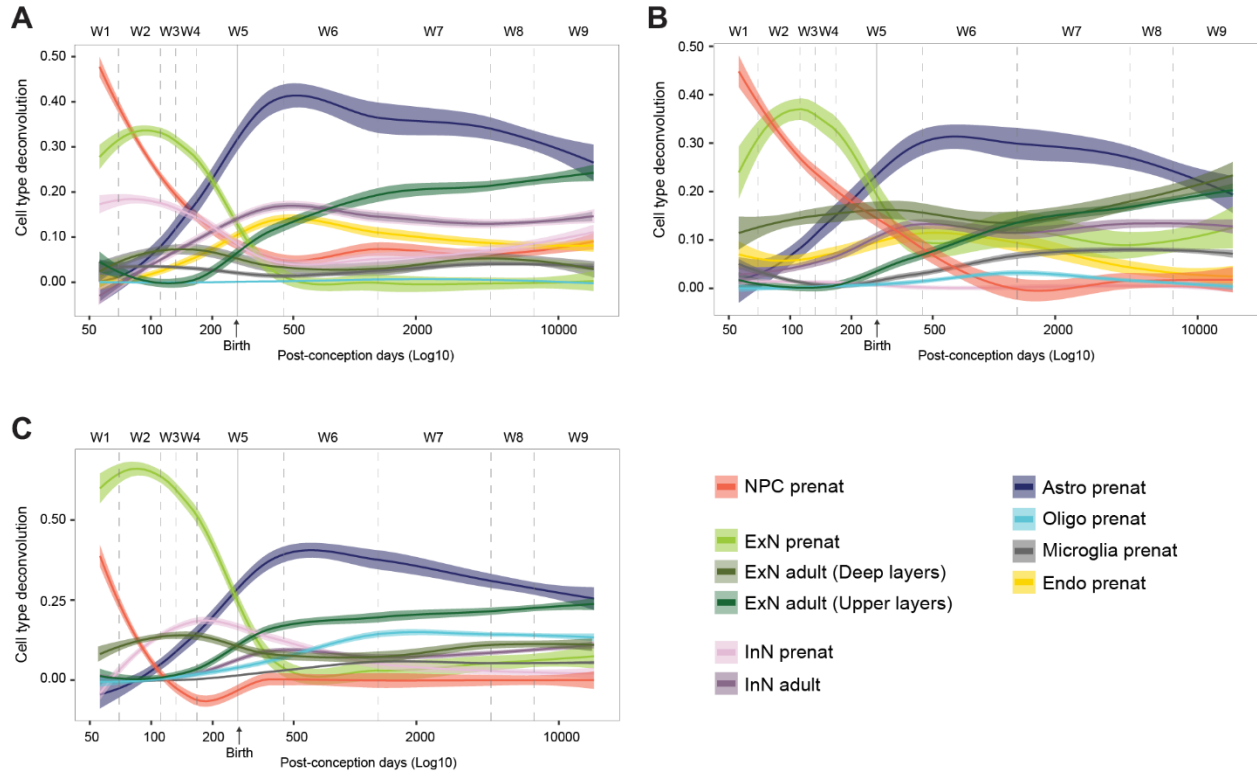 A
W1 W2 W3 W4 W5 W6 W7 W8 W9
Cell type deconvolution
0.50
0.40
0.30
0.20
0.10
0.00
50 100 200 500 2000 10000
Birth
Post-conception days (Log10)
B
W1 W2 W3 W4 W5 W6 W7 W8 W9
Cell type deconvolution
0.50
0.40
0.30
0.20
0.10
0.00
50 100 200 500 2000 10000
Birth
Post-conception days (Log10)
C
W1 W2 W3 W4 W5 W6 W7 W8 W9
Cell type deconvolution
0.50
0.25
0.00
50 100 200 500 2000 10000
Birth
Post-conception days (Log10)
NPC prenat
ExN prenat
ExN adult (Deep layers)
ExN adult (Upper layers)
InN prenat
InN adult
Astro prenat
Oligo prenat
Microglia prenat
Endo prenat